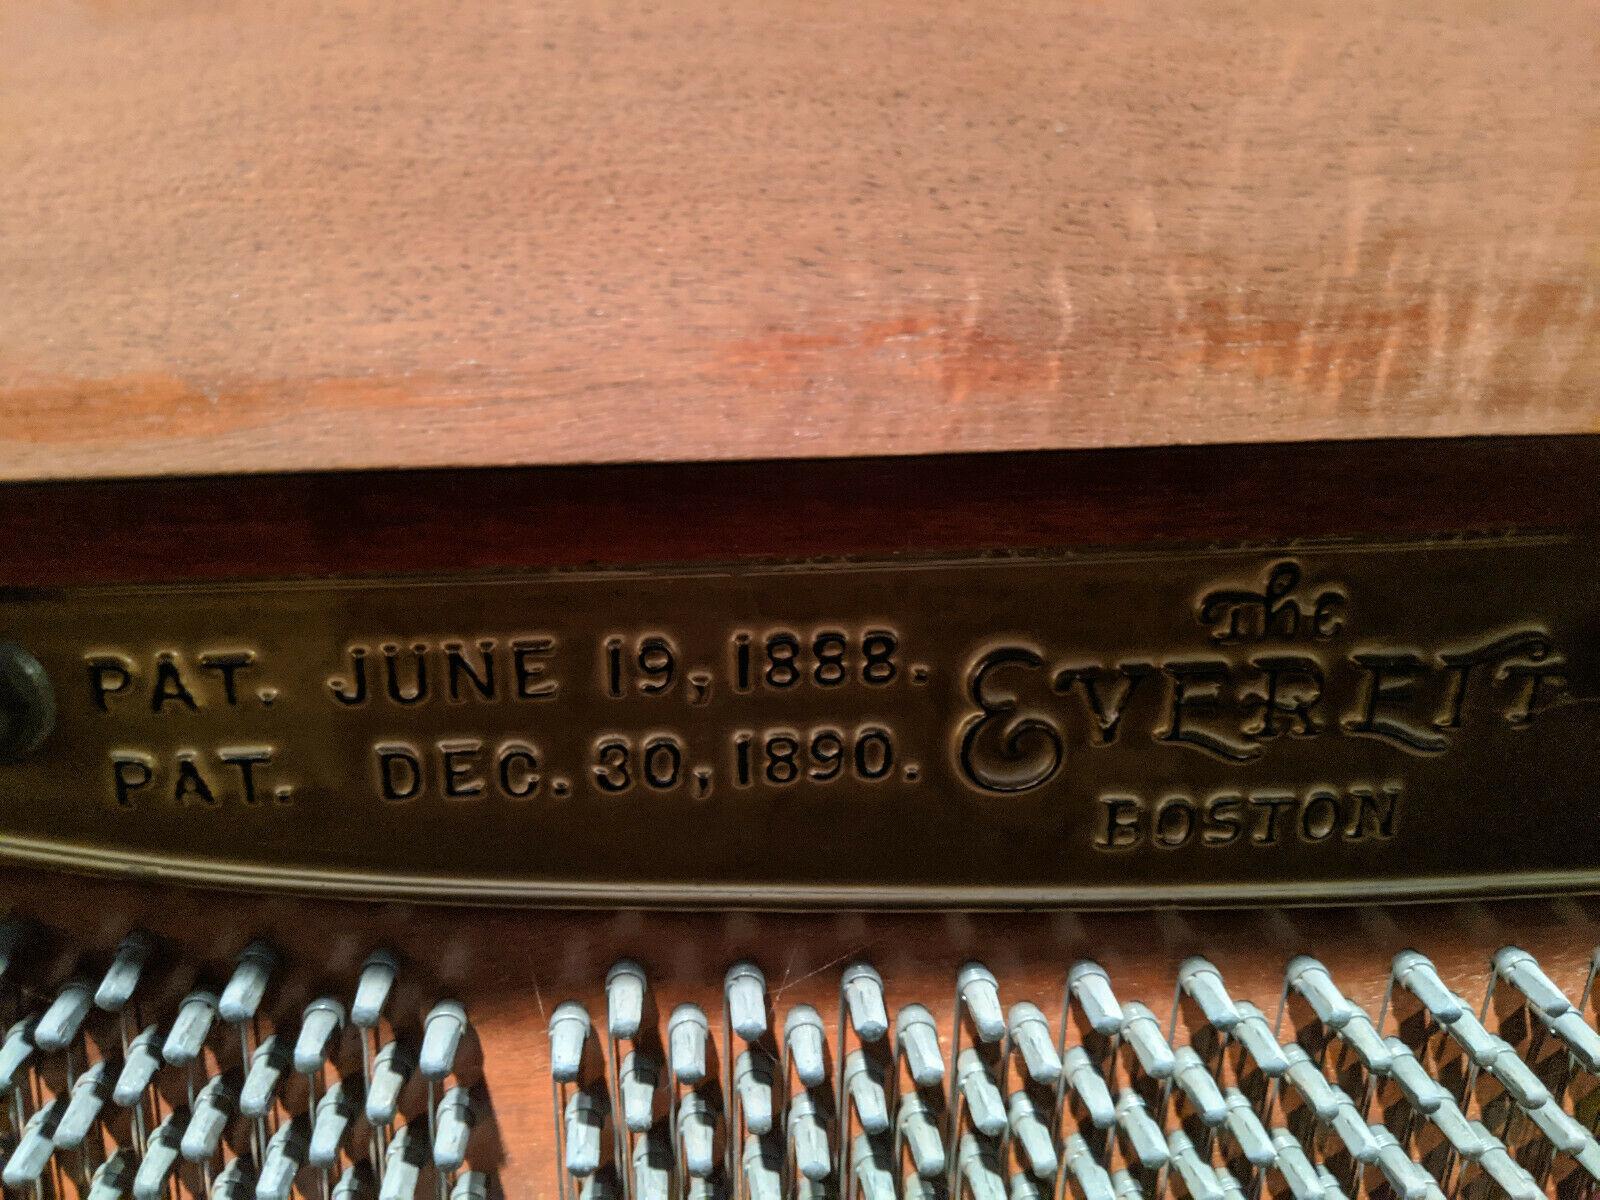 PAT. JUNE 19, 1888.
PAT. DEC. 30, 1890.
The
EVERETT
BOSTON